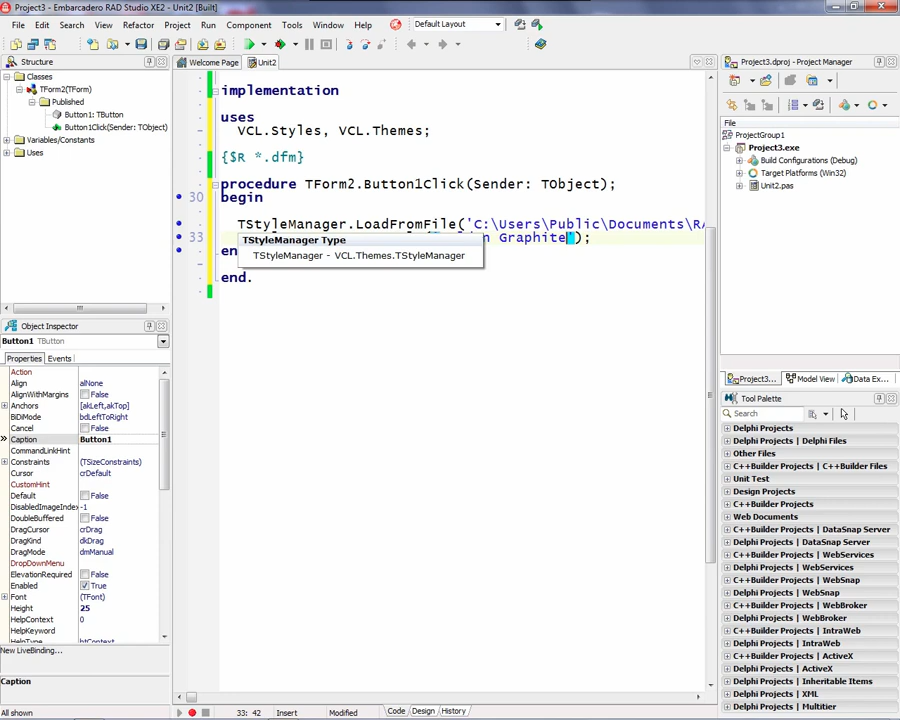 Project3 - Embarcadero RAD Studio XE2 - Unit2 [Built]
File Edit Search View Refactor Project Run Component Tools Window Help Default Layout
Structure
Classes
TForm2(TForm)
Published
Button1: TButton
Button1Click(Sender: TObject)
Variables/Constants
Uses
Object Inspector
Button1 TButton
Properties Events
Action
Align alNone
AlignWithMargins False
Anchors [akLeft,akTop]
BiDiMode bdLeftToRight
Cancel False
Caption Button1
CommandLinkHint
Constraints (TSizeConstraints)
Cursor crDefault
CustomHint
Default False
DisabledImageIndex -1
DoubleBuffered False
DragCursor crDrag
DragKind dkDrag
DragMode dmManual
DropDownMenu
ElevationRequired False
Enabled True
Font (TFont)
Height 25
HelpContext 0
HelpKeyword
HelpType htContext
New LiveBinding...
Caption
All shown
Welcome Page Unit2
implementation
uses
VCL.Styles, VCL.Themes;
{$R *.dfm}
procedure TForm2.Button1Click(Sender: TObject);
30 begin
TStyleManager.LoadFromFile('C:\Users\Public\Documents\RA
33 Graphite');
TStyleManager Type
TStyleManager - VCL.Themes.TStyleManager
en
end.
33: 42 Insert Modified Code Design History
Project3.dproj - Project Manager
File
ProjectGroup1
Project3.exe
Build Configurations (Debug)
Target Platforms (Win32)
Unit2.pas
Project3... Model View Data Ex...
Tool Palette
Search
Delphi Projects
Delphi Projects | Delphi Files
Other Files
C++Builder Projects | C++Builder Files
Unit Test
Design Projects
C++Builder Projects
Web Documents
Delphi Projects | DataSnap Server
C++Builder Projects | DataSnap Server
C++Builder Projects | WebServices
Delphi Projects | WebServices
C++Builder Projects | WebSnap
Delphi Projects | WebSnap
C++Builder Projects | WebBroker
Delphi Projects | WebBroker
C++Builder Projects | IntraWeb
Delphi Projects | IntraWeb
C++Builder Projects | ActiveX
Delphi Projects | ActiveX
Delphi Projects | Inheritable Items
Delphi Projects | XML
Delphi Projects | Multitier